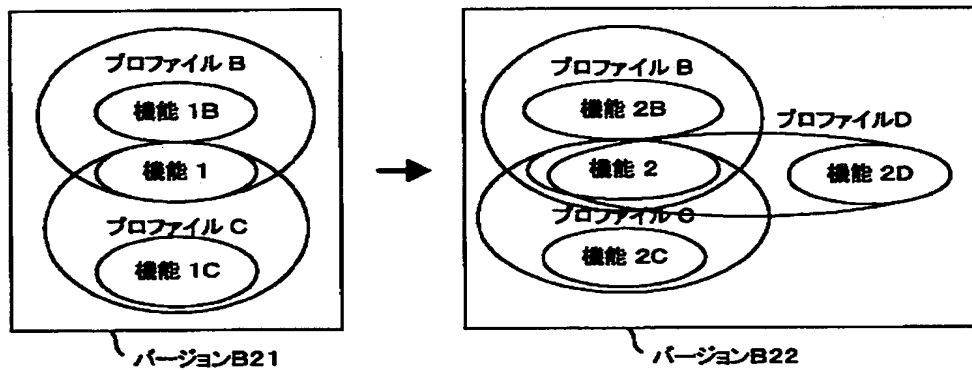 プロファイル B
機能 1B
機能 1
プロファイル C
機能 1C
バージョンB21
プロファイル B
機能 2B
プロファイルD
機能 2
機能 2D
プロファイル C
機能 2C
バージョンB22